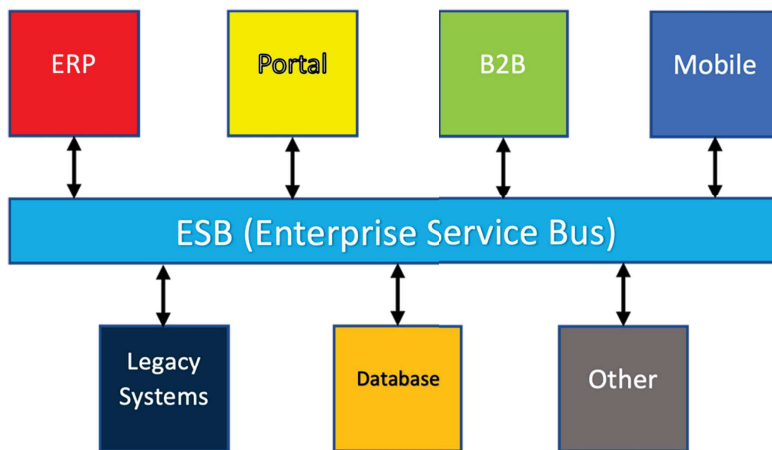 ERP
Portal
B2B
Mobile
ESB (Enterprise Service Bus)
Legacy
Systems
Database
Other